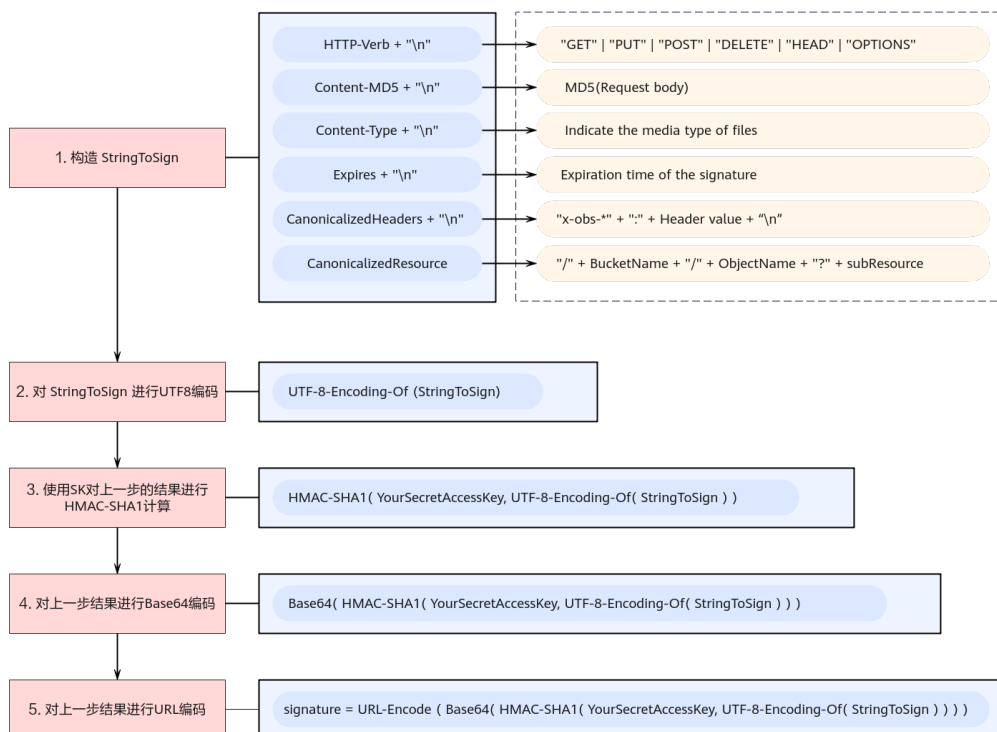 HTTP-Verb + "\n"
"GET" | "PUT" | "POST" | "DELETE" | "HEAD" | "OPTIONS"
Content-MD5 + "\n"
MD5(Request body)
Content-Type + "\n"
Indicate the media type of files
1. 构造 StringToSign
Expires + "\n"
Expiration time of the signature
CanonicalizedHeaders + "\n"
"x-obs-*" + ":" + Header value + “\n”
CanonicalizedResource
"/" + BucketName + "/" + ObjectName + "?" + subResource
2. 对 StringToSign 进行UTF8编码
UTF-8-Encoding-Of (StringToSign)
3. 使用SK对上一步的结果进行
HMAC-SHA1计算
HMAC-SHA1( YourSecretAccessKey, UTF-8-Encoding-Of( StringToSign ) )
4. 对上一步结果进行Base64编码
Base64( HMAC-SHA1( YourSecretAccessKey, UTF-8-Encoding-Of( StringToSign ) ) )
5. 对上一步结果进行URL编码
signature = URL-Encode ( Base64( HMAC-SHA1( YourSecretAccessKey, UTF-8-Encoding-Of( StringToSign ) ) ) )